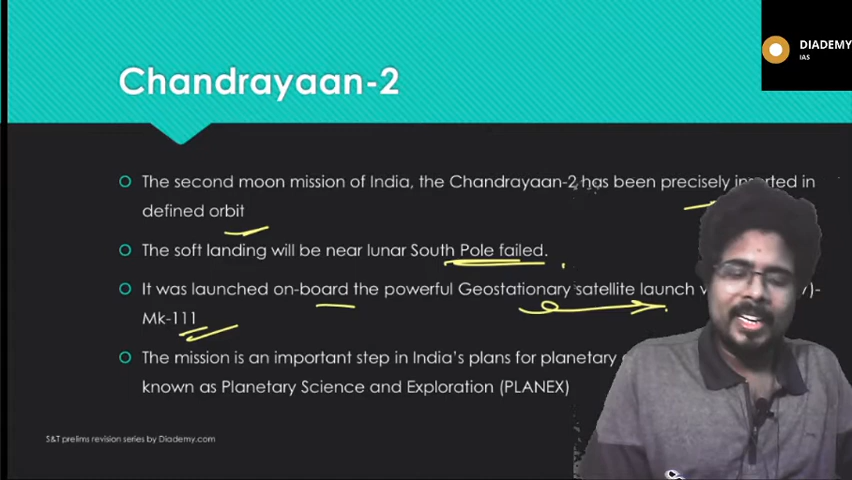 DIADEMY
IAS
Chandrayaan-2
The second moon mission of India, the Chandrayaan-2 has been precisely in
defined orbit
The soft landing will be near lunar South Pole failed.
It was launched on-board the powerful Geostationary satellite launch )-
Mk-111
The mission is an important step in India's plans for planetary
known as Planetary Science and Exploration (PLANEX)
S&T prelims revision series by Diademy.com